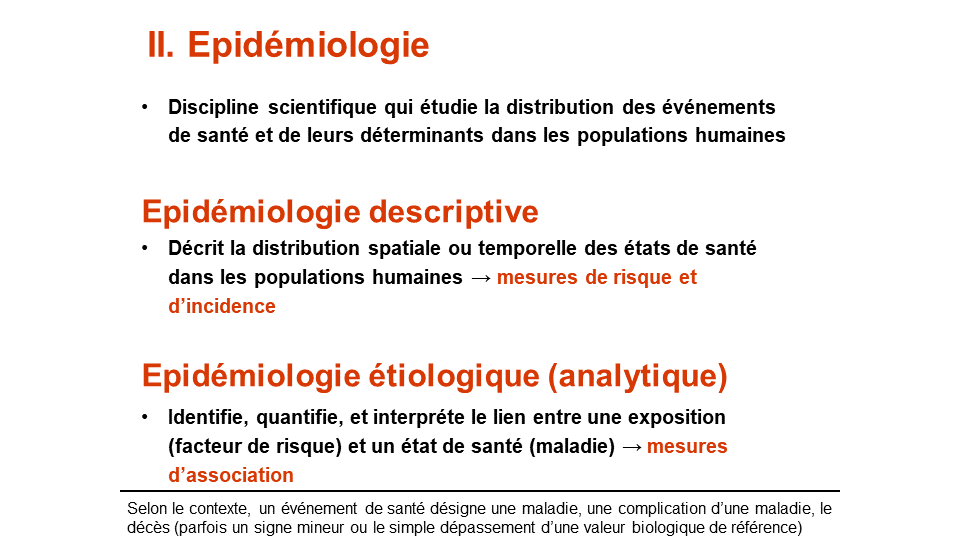 II. Epidémiologie
• Discipline scientifique qui étudie la distribution des événements
de santé et de leurs déterminants dans les populations humaines
Epidémiologie descriptive
• Décrit la distribution spatiale ou temporelle des états de santé
dans les populations humaines → mesures de risque et
d’incidence
Epidémiologie étiologique (analytique)
• Identifie, quantifie, et interpréte le lien entre une exposition
(facteur de risque) et un état de santé (maladie) → mesures
d’association
Selon le contexte, un événement de santé désigne une maladie, une complication d’une maladie, le
décès (parfois un signe mineur ou le simple dépassement d’une valeur biologique de référence)